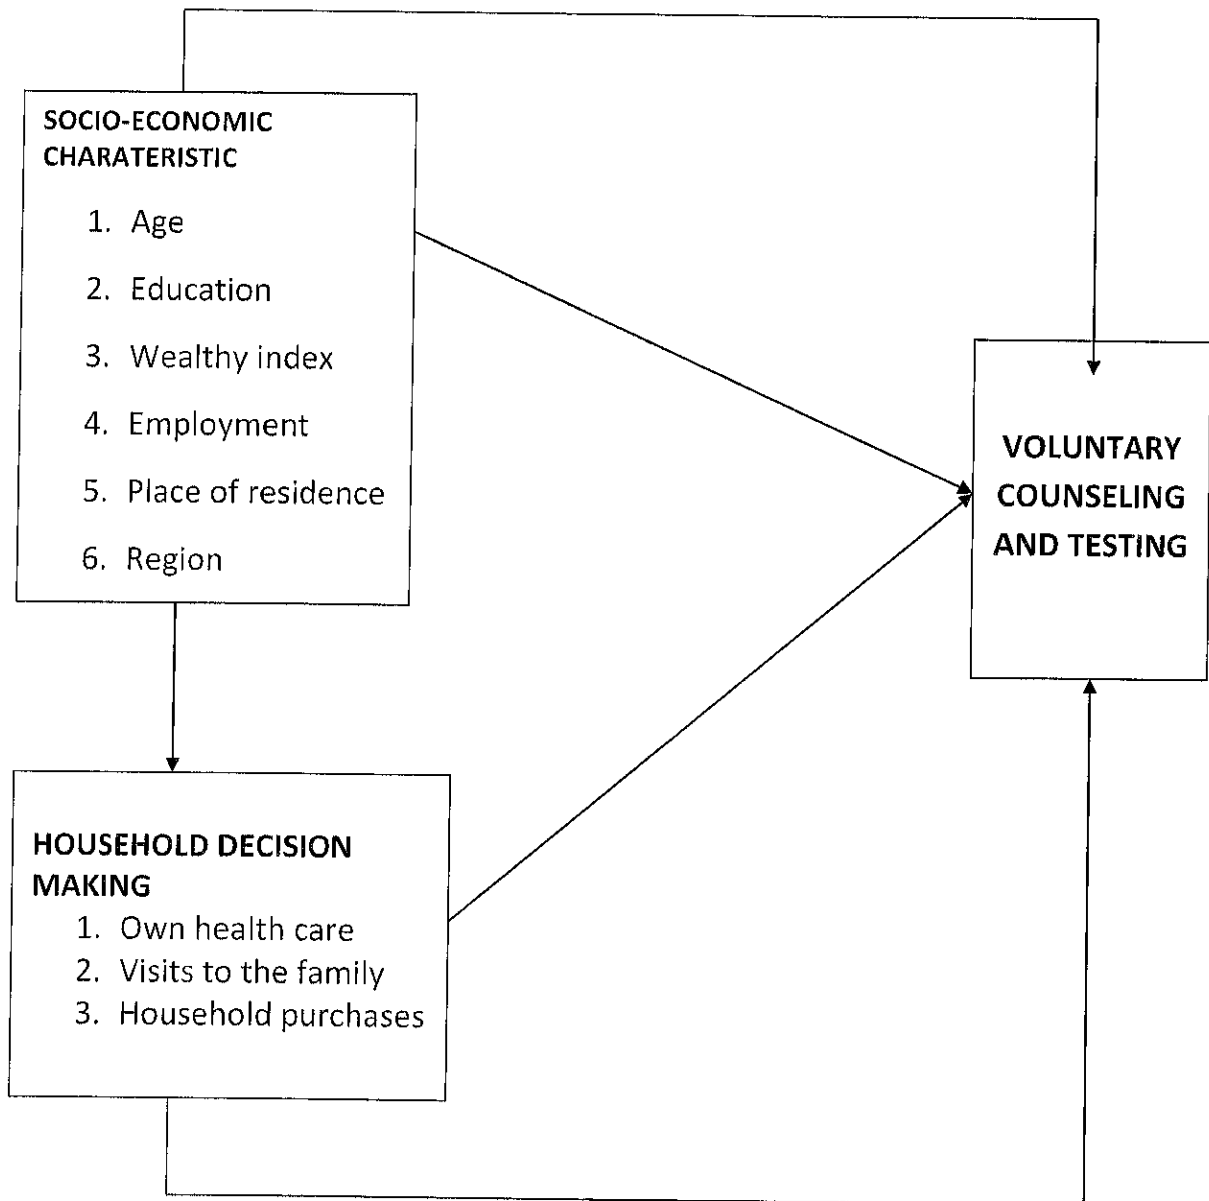 SOCIO-ECONOMIC
CHARATERISTIC
1. Age
2. Education
3. Wealthy index
4. Employment
5. Place of residence
6. Region
VOLUNTARY
COUNSELING
AND TESTING
HOUSEHOLD DECISION
MAKING
1. Own health care
2. Visits to the family
3. Household purchases